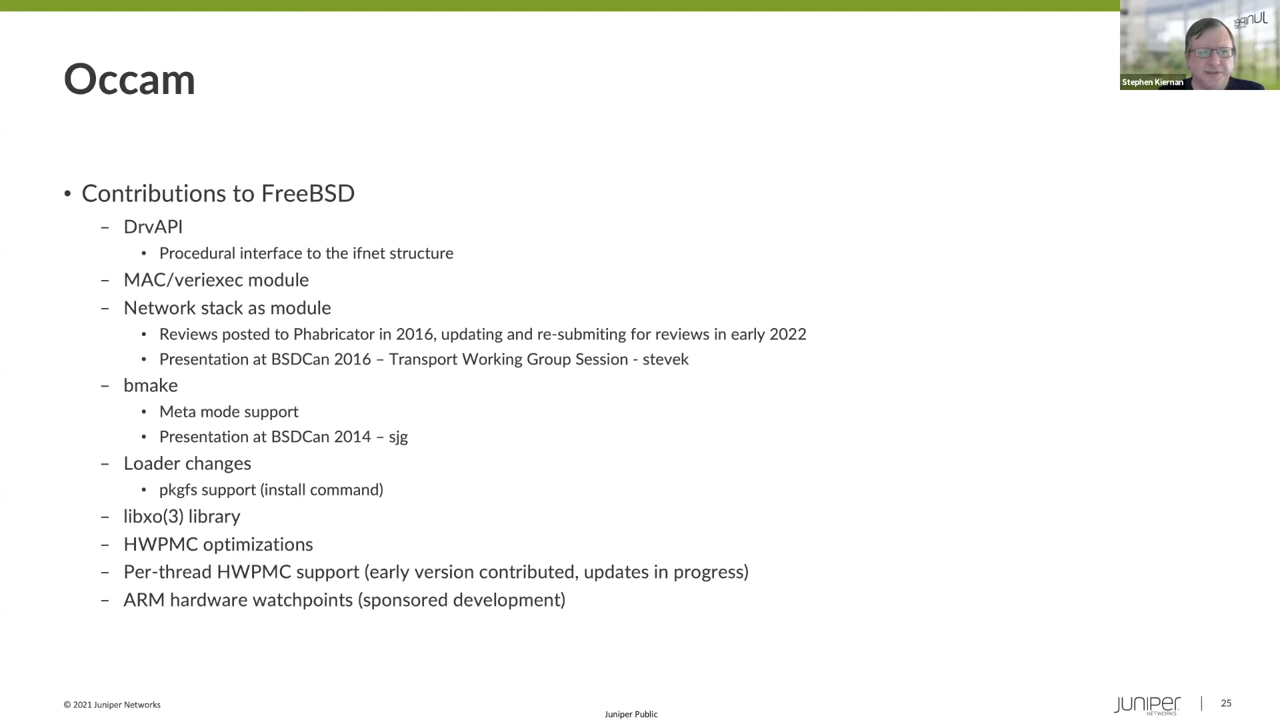 Occam
Stephen Kiernan
• Contributions to FreeBSD
– DrvAPI
• Procedural interface to the ifnet structure
– MAC/veriexec module
– Network stack as module
• Reviews posted to Phabricator in 2016, updating and re-submiting for reviews in early 2022
• Presentation at BSDCan 2016 – Transport Working Group Session - stevek
– bmake
• Meta mode support
• Presentation at BSDCan 2014 – sjg
– Loader changes
• pkgfs support (install command)
– libxo(3) library
– HWPMC optimizations
– Per-thread HWPMC support (early version contributed, updates in progress)
– ARM hardware watchpoints (sponsored development)
© 2021 Juniper Networks
Juniper Public
JUNIPER
NETWORKS
25